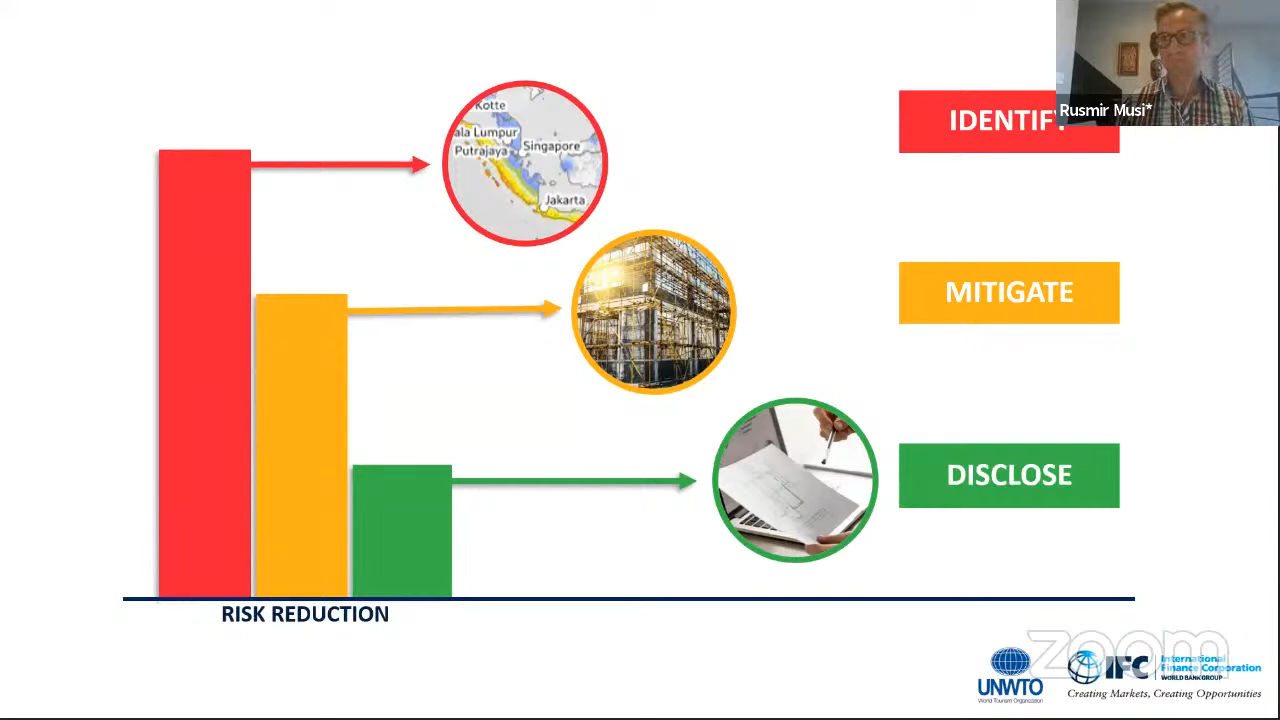 Rusmir Musi*
IDENTIFY
Kotte
ala Lumpur
Putrajaya
Singapore
Jakarta
MITIGATE
DISCLOSE
RISK REDUCTION
zoom
UNWTO
World Tourism Organization
IFC
International
Finance Corporation
WORLD BANK GROUP
Creating Markets, Creating Opportunities